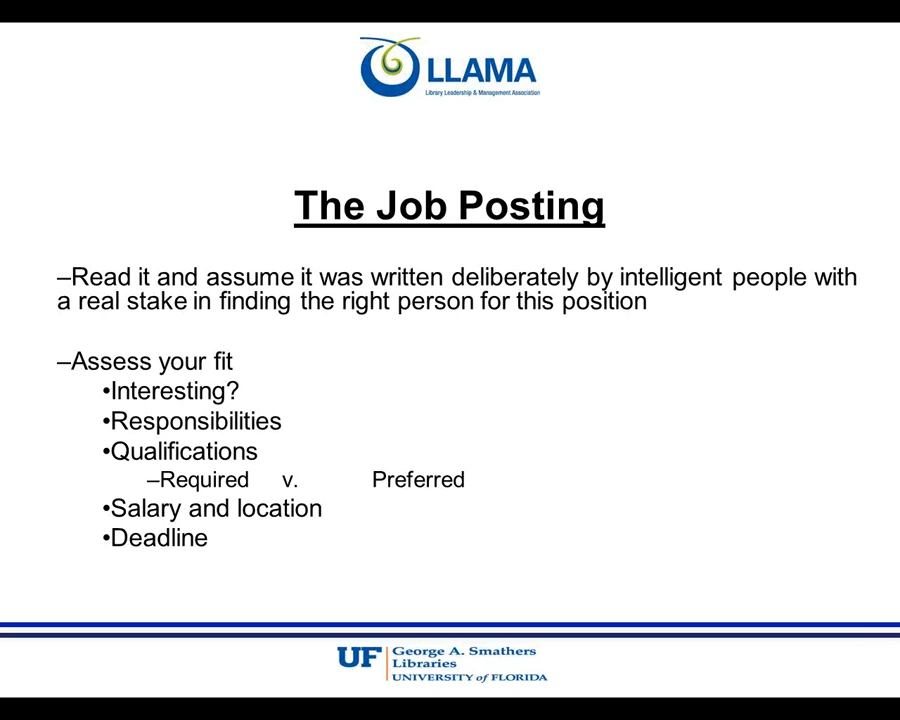 LLAMA
Library Leadership & Management Association
The Job Posting
–Read it and assume it was written deliberately by intelligent people with
a real stake in finding the right person for this position
–Assess your fit
•Interesting?
•Responsibilities
•Qualifications
–Required v. Preferred
•Salary and location
•Deadline
UF George A. Smathers
Libraries
UNIVERSITY of FLORIDA